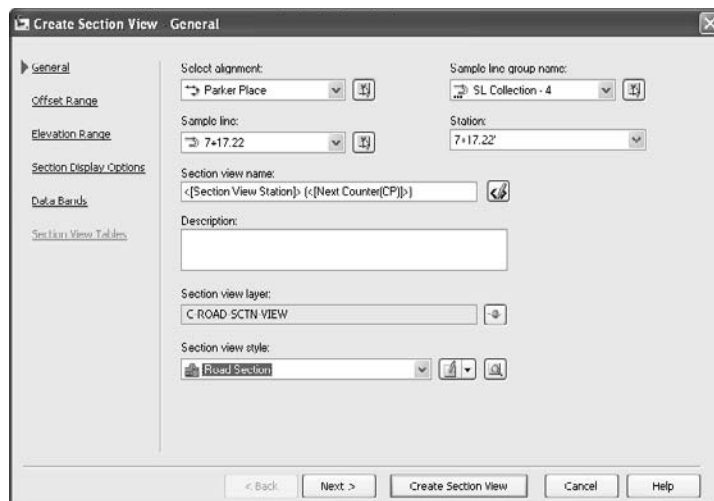 Create Section View - General
General
Offset Range
Elevation Range
Section Display Options
Data Bands
Section View Tables
Select alignment:
Parker Place
Sample line group name:
SL Collection - 4
Sample line:
7+17.22
Station:
7+17.22'
Section view name:
<[Section View Station]> (<[Next Counter(CP)]>)
Description:
Section view layer:
C-ROAD-SCTN-VIEW
Section view style:
Road Section
< Back
Next >
Create Section View
Cancel
Help